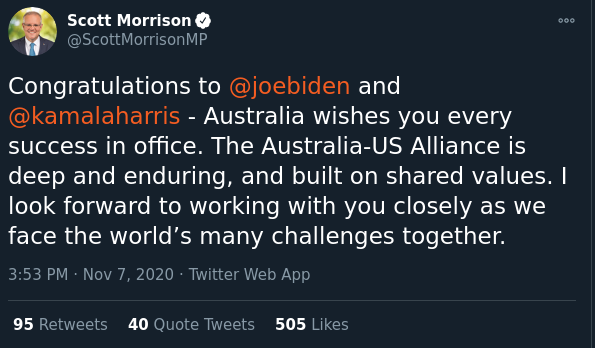 Scott Morrison
@ScottMorrisonMP
Congratulations to @joebiden and
@kamalaharris - Australia wishes you every
success in office. The Australia-US Alliance is
deep and enduring, and built on shared values. I
look forward to working with you closely as we
face the world’s many challenges together.
3:53 PM · Nov 7, 2020 · Twitter Web App
95 Retweets 40 Quote Tweets 505 Likes